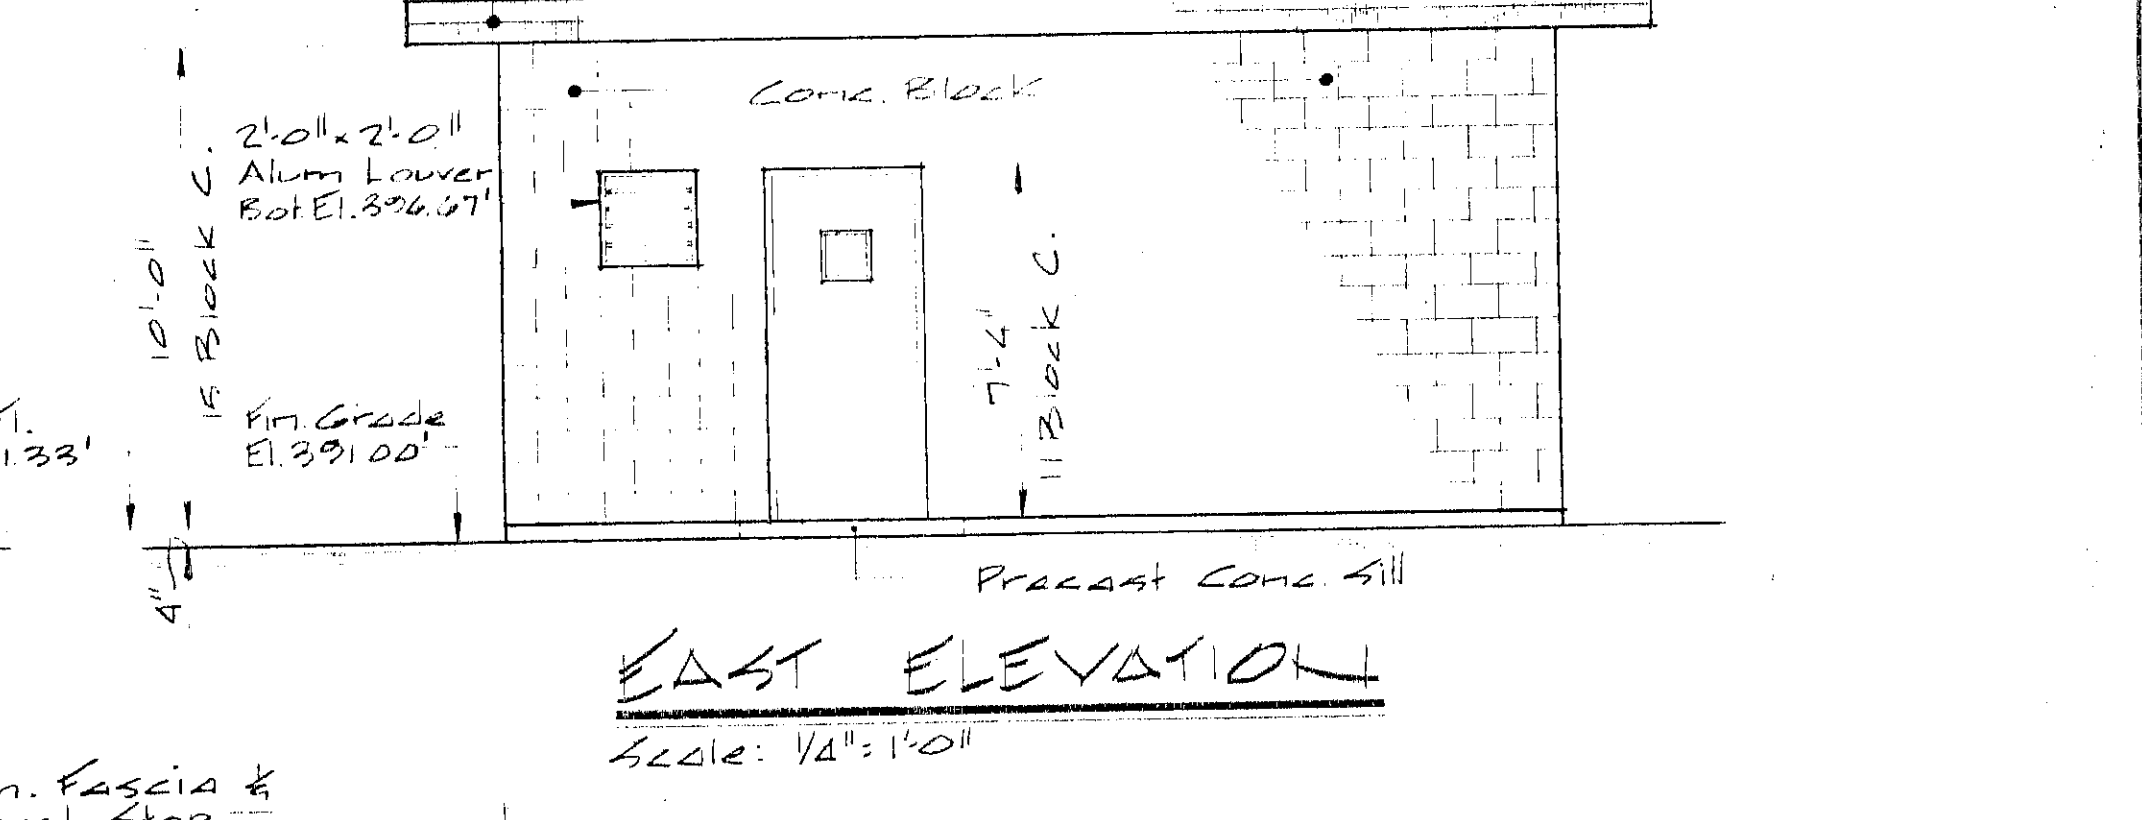 Conc. Block
2'-0" x 2'-0"
Alum Louver
Bot. El. 396.67'
10'-0"
15 Block C.
7'-4"
11 Block C.
Fin. Grade
El. 391.00'
1.33'
4"
Precast Conc. Sill
EAST ELEVATION
Scale: 1/4" = 1'-0"
Fascia &
Stop